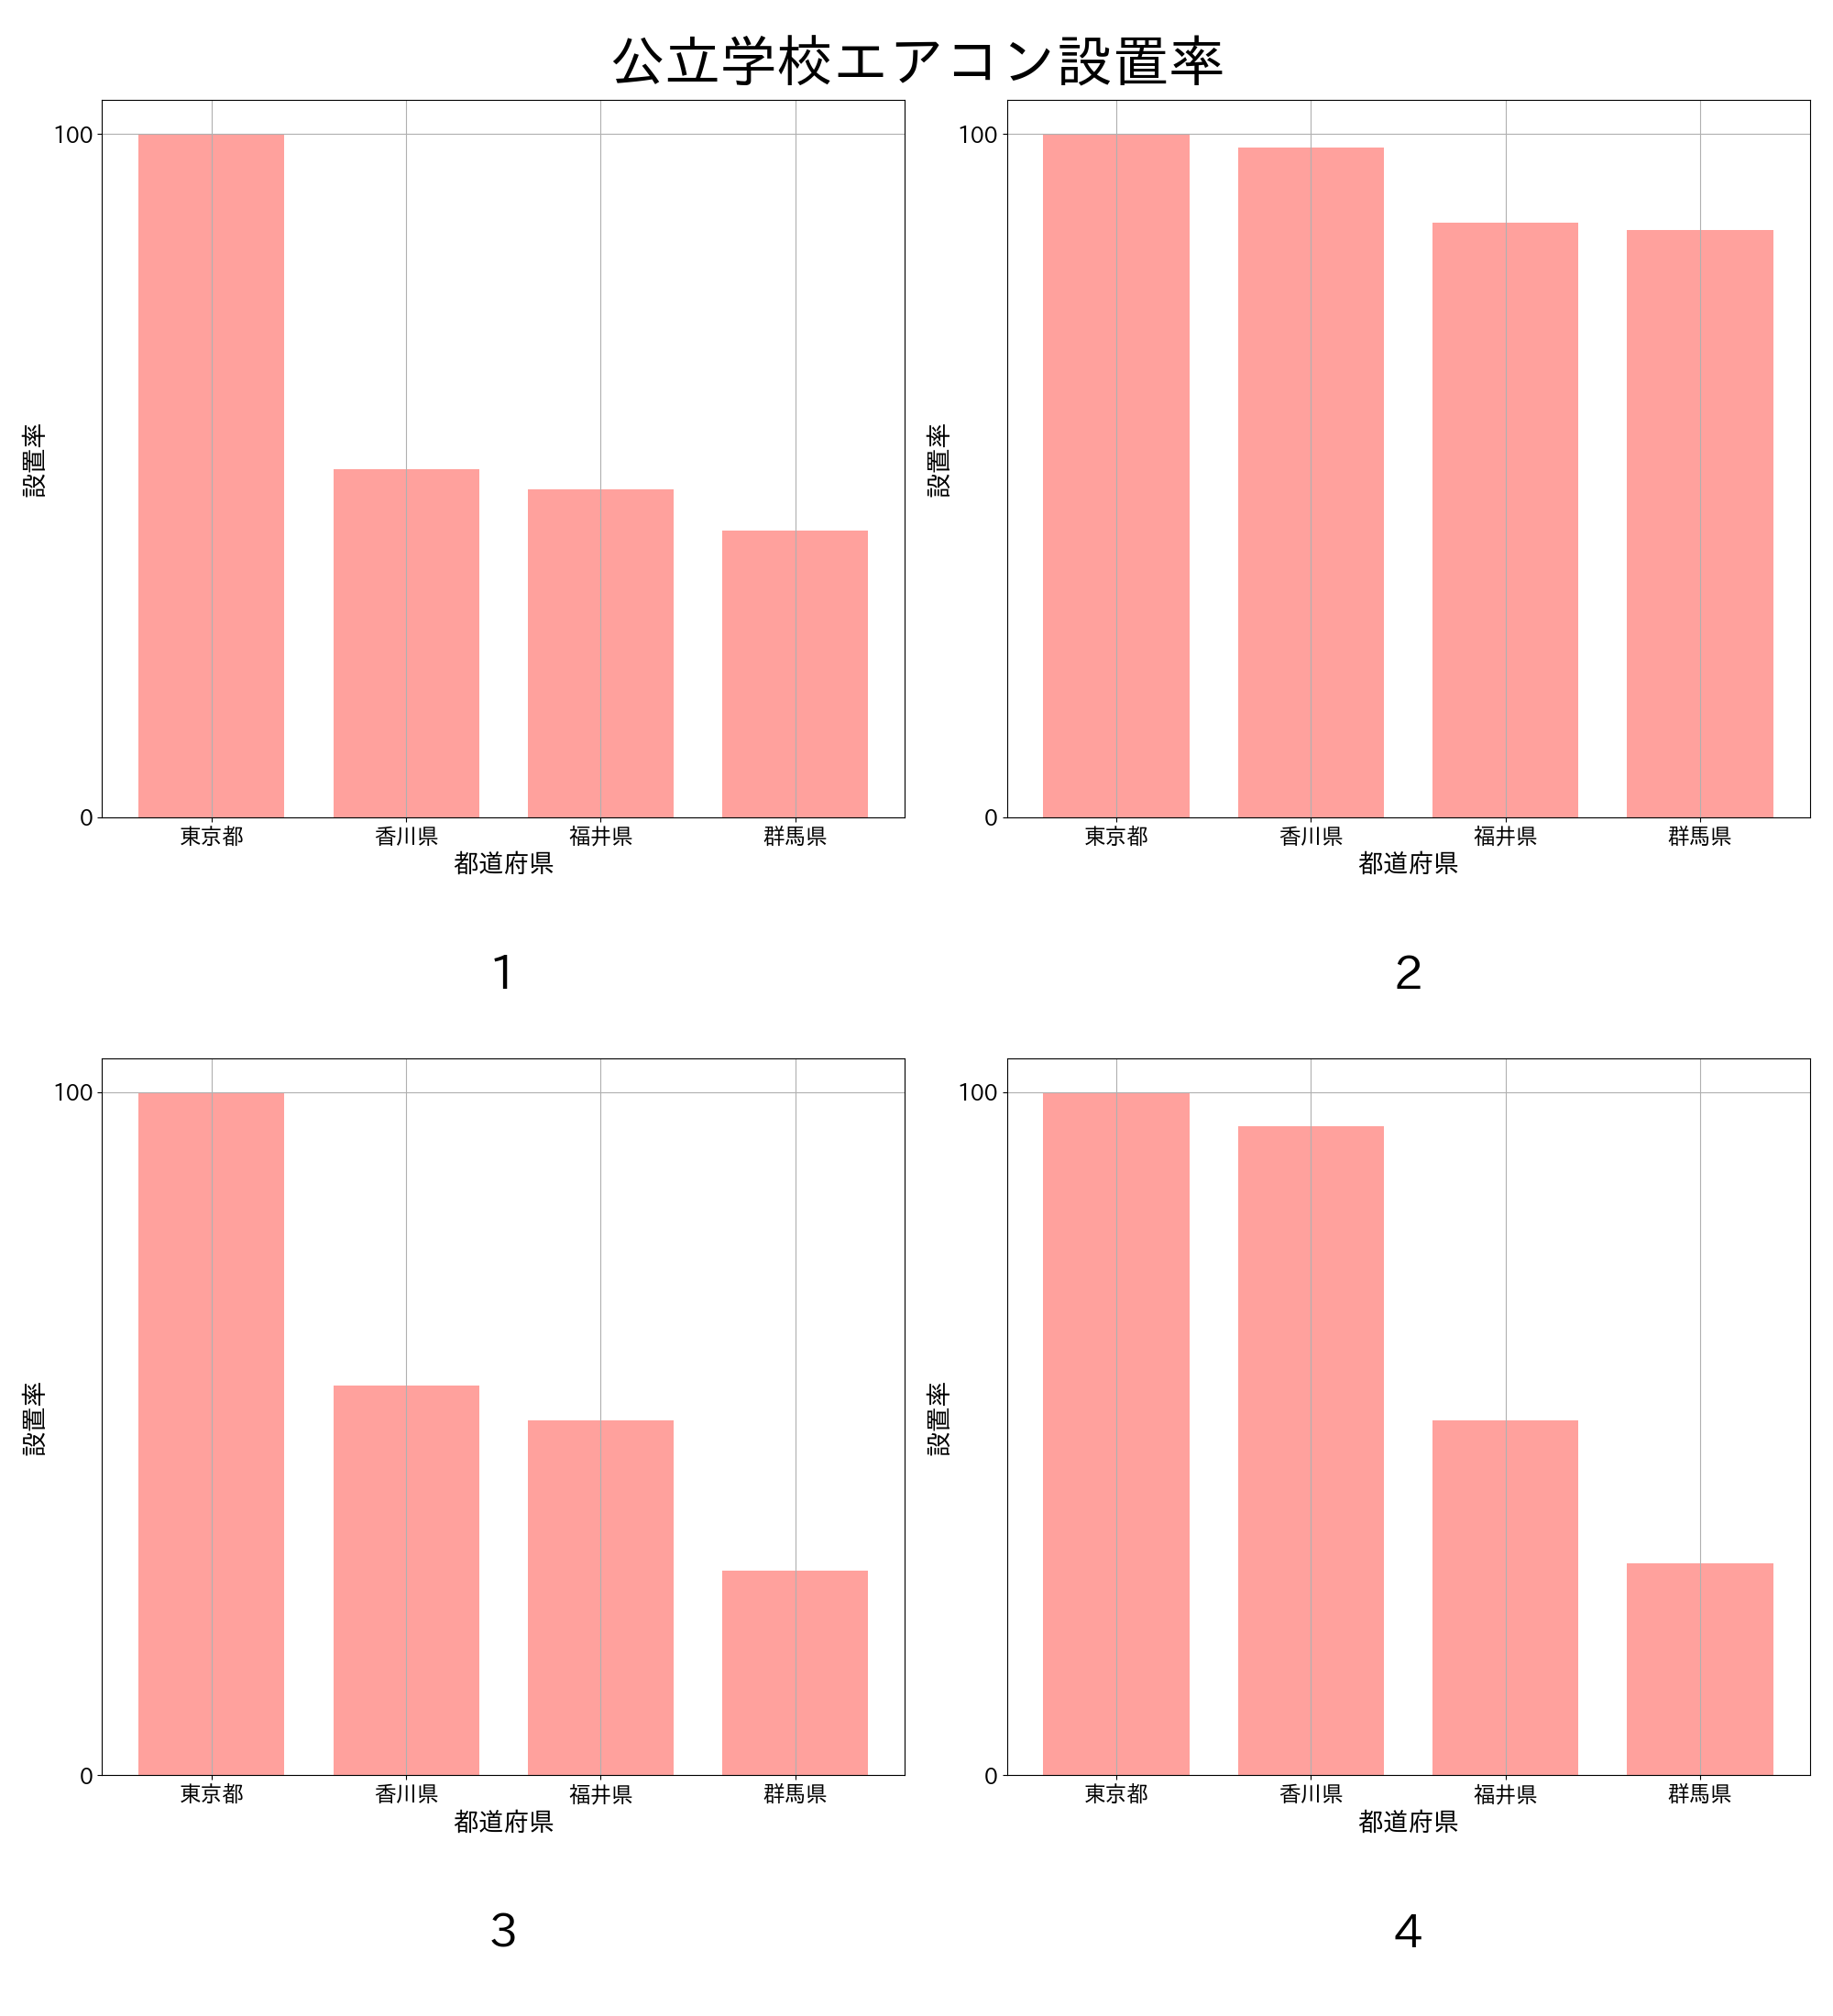 公立学校エアコン設置率
100
0
設置率
東京都 香川県 福井県 群馬県
都道府県
1
100
0
設置率
東京都 香川県 福井県 群馬県
都道府県
2
100
0
設置率
東京都 香川県 福井県 群馬県
都道府県
3
100
0
設置率
東京都 香川県 福井県 群馬県
都道府県
4